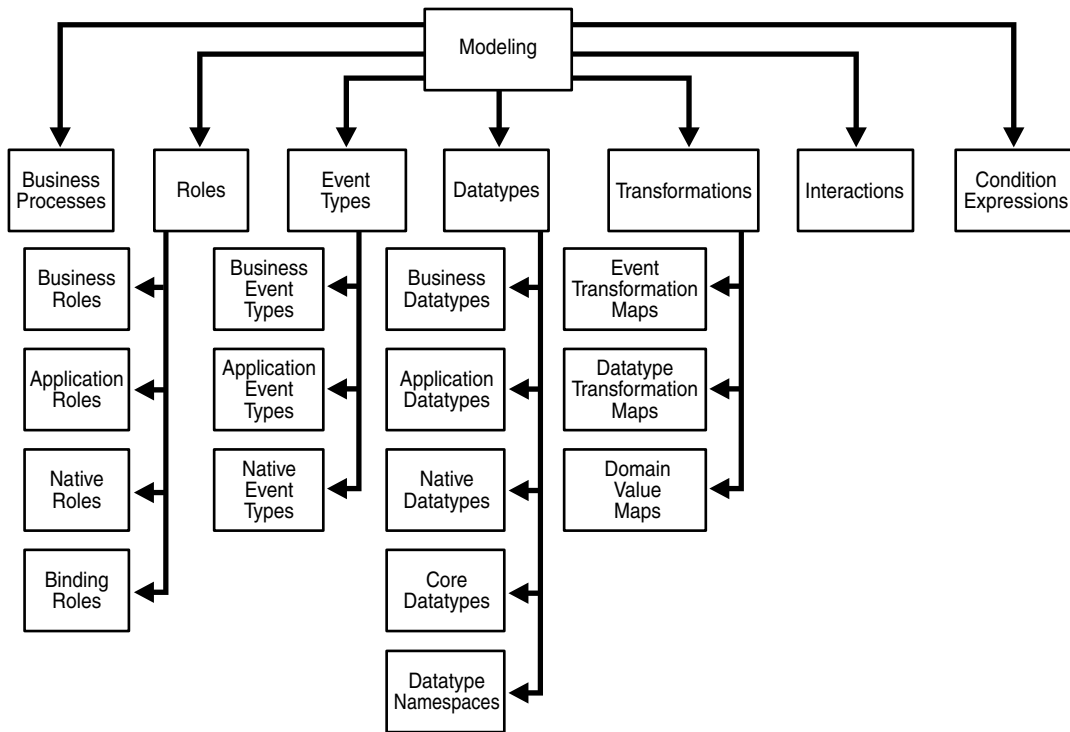 Modeling
Business
Processes
Roles
Event
Types
Datatypes
Transformations
Interactions
Condition
Expressions
Business
Roles
Business
Event
Types
Business
Datatypes
Event
Transformation
Maps
Application
Roles
Application
Event
Types
Application
Datatypes
Datatype
Transformation
Maps
Native
Roles
Native
Event
Types
Native
Datatypes
Domain
Value
Maps
Binding
Roles
Core
Datatypes
Datatype
Namespaces